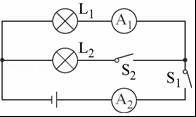 L₁ A₁
L₂ S₂ S₁
A₂